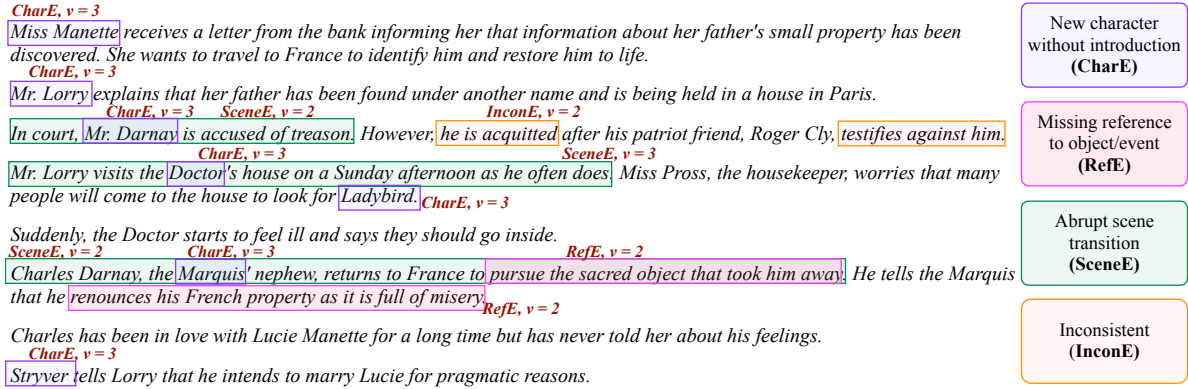 CharE, v = 3
Miss Manette receives a letter from the bank informing her that information about her father's small property has been
discovered. She wants to travel to France to identify him and restore him to life.
CharE, v = 3
Mr. Lorry explains that her father has been found under another name and is being held in a house in Paris.
CharE, v = 3 SceneE, v = 2 InconE, v = 2
In court, Mr. Darnay is accused of treason. However, he is acquitted after his patriot friend, Roger Cly, testifies against him.
CharE, v = 3 SceneE, v = 3
Mr. Lorry visits the Doctor's house on a Sunday afternoon as he often does. Miss Pross, the housekeeper, worries that many
people will come to the house to look for Ladybird. CharE, v = 3
Suddenly, the Doctor starts to feel ill and says they should go inside.
SceneE, v = 2 CharE, v = 3 RefE, v = 2
Charles Darnay, the Marquis' nephew, returns to France to pursue the sacred object that took him away. He tells the Marquis
that he renounces his French property as it is full of misery. RefE, v = 2
Charles has been in love with Lucie Manette for a long time but has never told her about his feelings.
CharE, v = 3
Stryver tells Lorry that he intends to marry Lucie for pragmatic reasons.
New character
without introduction
(CharE)
Missing reference
to object/event
(RefE)
Abrupt scene
transition
(SceneE)
Inconsistent
(InconE)